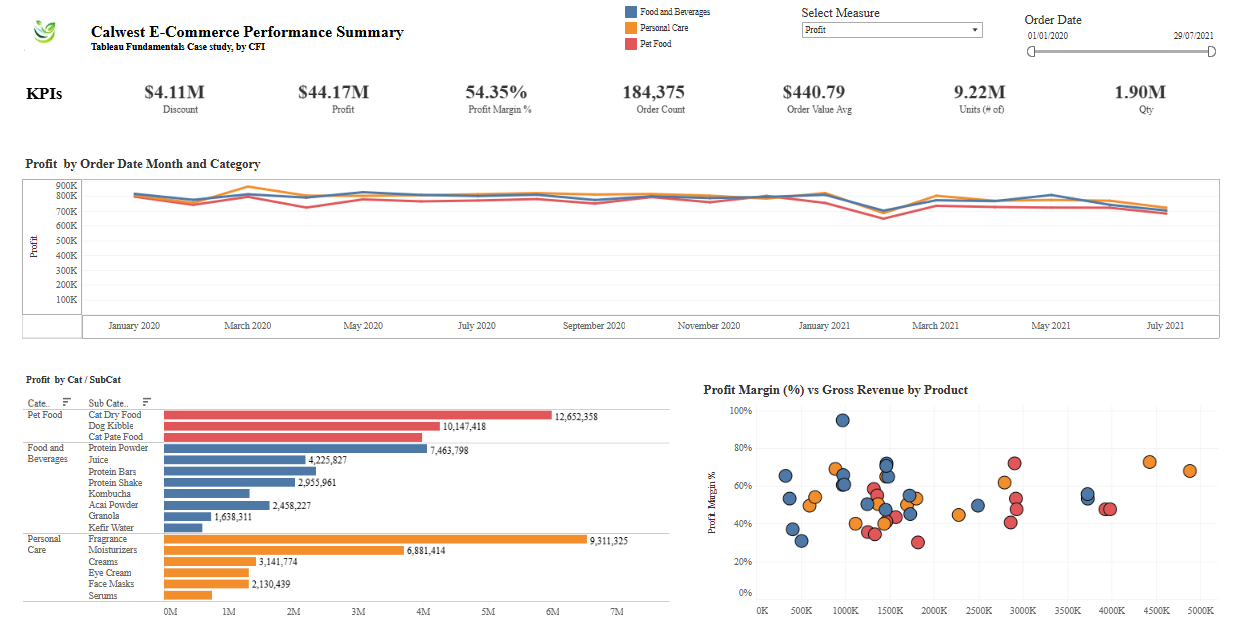 Calwest E-Commerce Performance Summary
Tableau Fundamentals Case study, by CFI
Food and Beverages
Personal Care
Pet Food
Select Measure
Profit
Order Date
01/01/2020 29/07/2021
KPIs
$4.11M $44.17M 54.35% 184,375 $440.79 9.22M 1.90M
Discount Profit Profit Margin % Order Count Order Value Avg Units (# of) Qty
Profit by Order Date Month and Category
900K
800K
700K
600K
500K
400K
300K
200K
100K
Profit
January 2020 March 2020 May 2020 July 2020 September 2020 November 2020 January 2021 March 2021 May 2021 July 2021
Profit by Cat / SubCat
Cate.. Sub Cate..
Pet Food Cat Dry Food 12,652,358
Dog Kibble 10,147,418
Cat Pate Food
Food and Protein Powder 7,463,798
Beverages Juice 4,225,827
Protein Bars
Protein Shake 2,955,961
Kombucha
Acai Powder 2,458,227
Granola 1,638,311
Kefir Water
Personal Fragrance 9,311,325
Care Moisturizers 6,881,414
Creams 3,141,774
Eye Cream
Face Masks 2,130,439
Serums
0M 1M 2M 3M 4M 5M 6M 7M
Profit Margin (%) vs Gross Revenue by Product
100%
80%
60%
40%
20%
0%
Profit Margin %
0K 500K 1000K 1500K 2000K 2500K 3000K 3500K 4000K 4500K 5000K